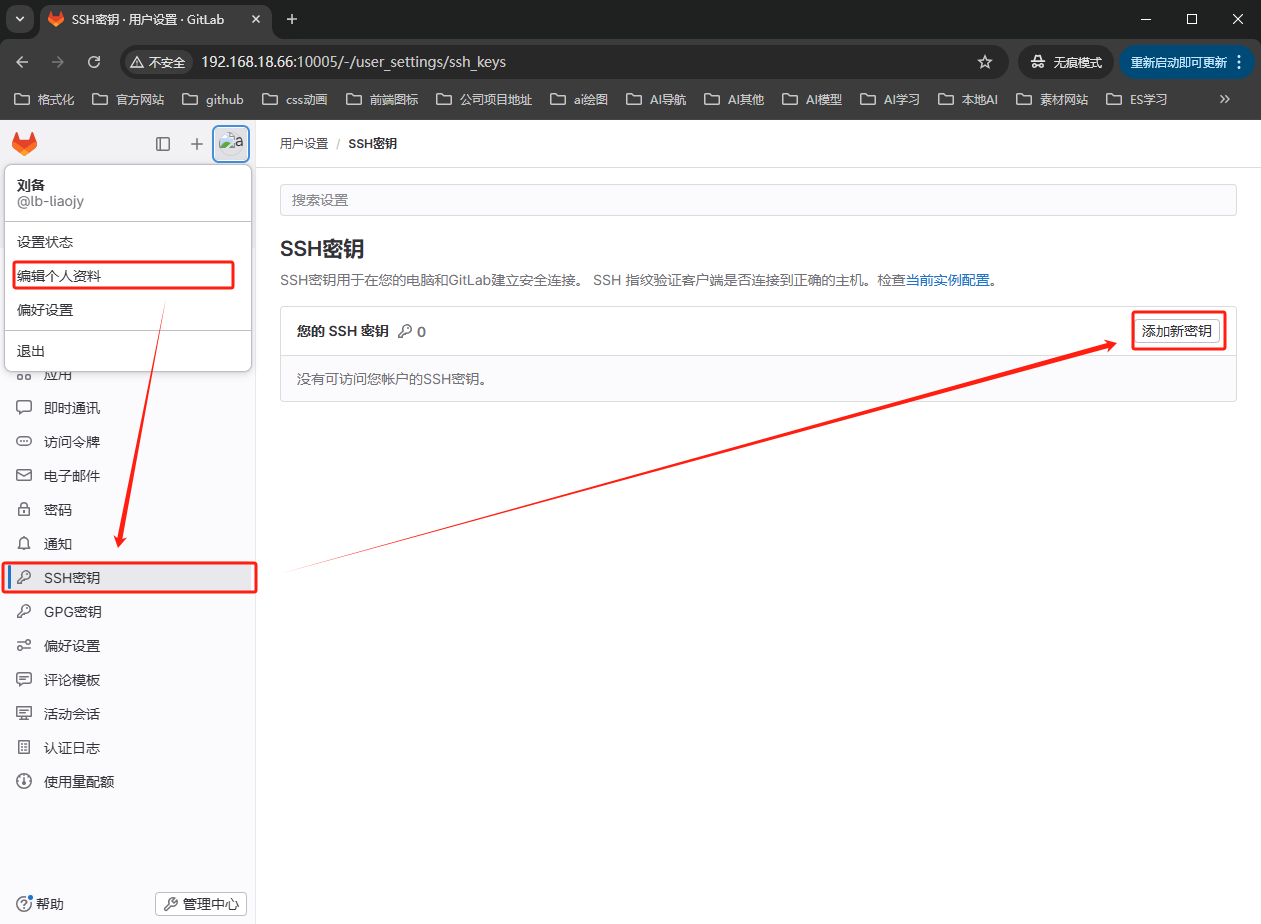 SSH密钥 · 用户设置 · GitLab
不安全 192.168.18.66:10005/-/user_settings/ssh_keys 无痕模式 重新启动即可更新
格式化 官方网站 github css动画 前端图标 公司项目地址 ai绘图 AI导航 AI其他 AI模型 AI学习 本地AI 素材网站 ES学习
a
用户设置 / SSH密钥
刘备
@lb-liaojy
设置状态
编辑个人资料
偏好设置
退出
应用
即时通讯
访问令牌
电子邮件
密码
通知
SSH密钥
GPG密钥
偏好设置
评论模板
活动会话
认证日志
使用量配额
帮助 管理中心
搜索设置
SSH密钥
SSH密钥用于在您的电脑和GitLab建立安全连接。 SSH 指纹验证客户端是否连接到正确的主机。检查当前实例配置。
您的 SSH 密钥 0 添加新密钥
没有可访问您帐户的SSH密钥。